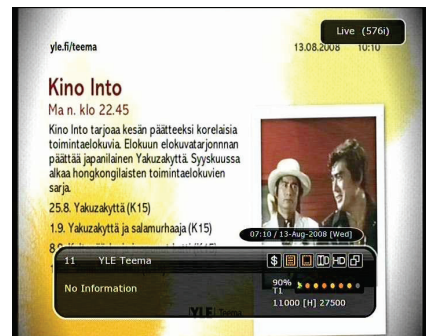 Live (576i)
yle.fi/teema
13.08.2008 10:10
Kino Into
Ma n. klo 22.45
Kino Into tarjoaa kesän päätteeksi korelaisia
toimintaelokuvia. Elokuun elokuvatarjonnnan
päättää japanilainen Yakuzakyttä. Syyskuussa
alkaa hongkongilaisten toimintaelokuvien
sarja.
25.8. Yakuzakyttä (K15)
1.9. Yakuzakyttä ja salamurhaaja (K15)
07:10 / 13-Aug-2008 [Wed]
11 YLE Teema
$ HD
No Information
90%
T1
11000 [H] 27500
YLE Teema